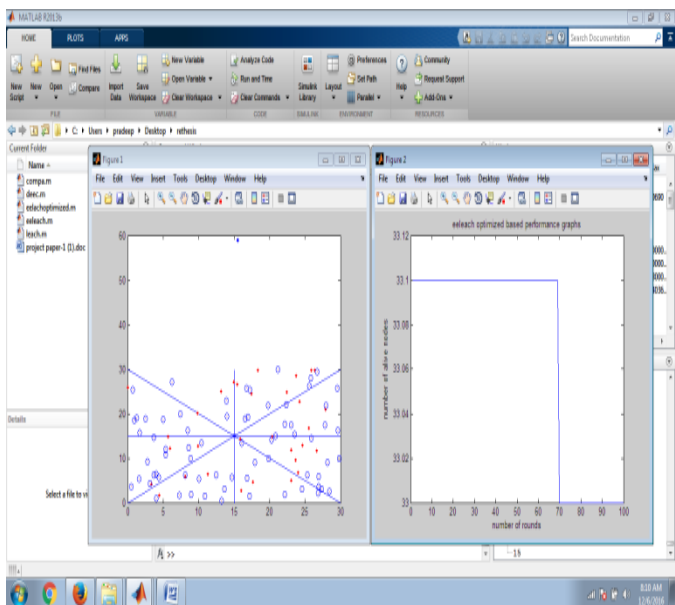 MATLAB R2013b
HOME PLOTS APPS Search Documentation
New Script New Open Find Files Compare Import Data Save Workspace New Variable Open Variable Clear Workspace Analyze Code Run and Time Clear Commands Simulink Library Layout Preferences Set Path Parallel Help Community Request Support Add-Ons
FILE VARIABLE CODE SIMULINK ENVIRONMENT RESOURCES
C: Users pradeep Desktop rethesis
Current Folder
Name
compa.m
deec.m
eelechoptimized.m
eeleach.m
leach.m
project paper-1 (1).doc
Details
Select a file to vi
Figure 1
File Edit View Insert Tools Desktop Window Help
60
50
40
30
20
10
0
0 5 10 15 20 25 30
Figure 2
File Edit View Insert Tools Desktop Window Help
eeleach optimized based performance graphs
33.12
33.1
33.08
33.06
33.04
33.02
33
number of alive nodes
0 10 20 30 40 50 60 70 80 90 100
number of rounds
>>
8:18 AM
12/6/2016